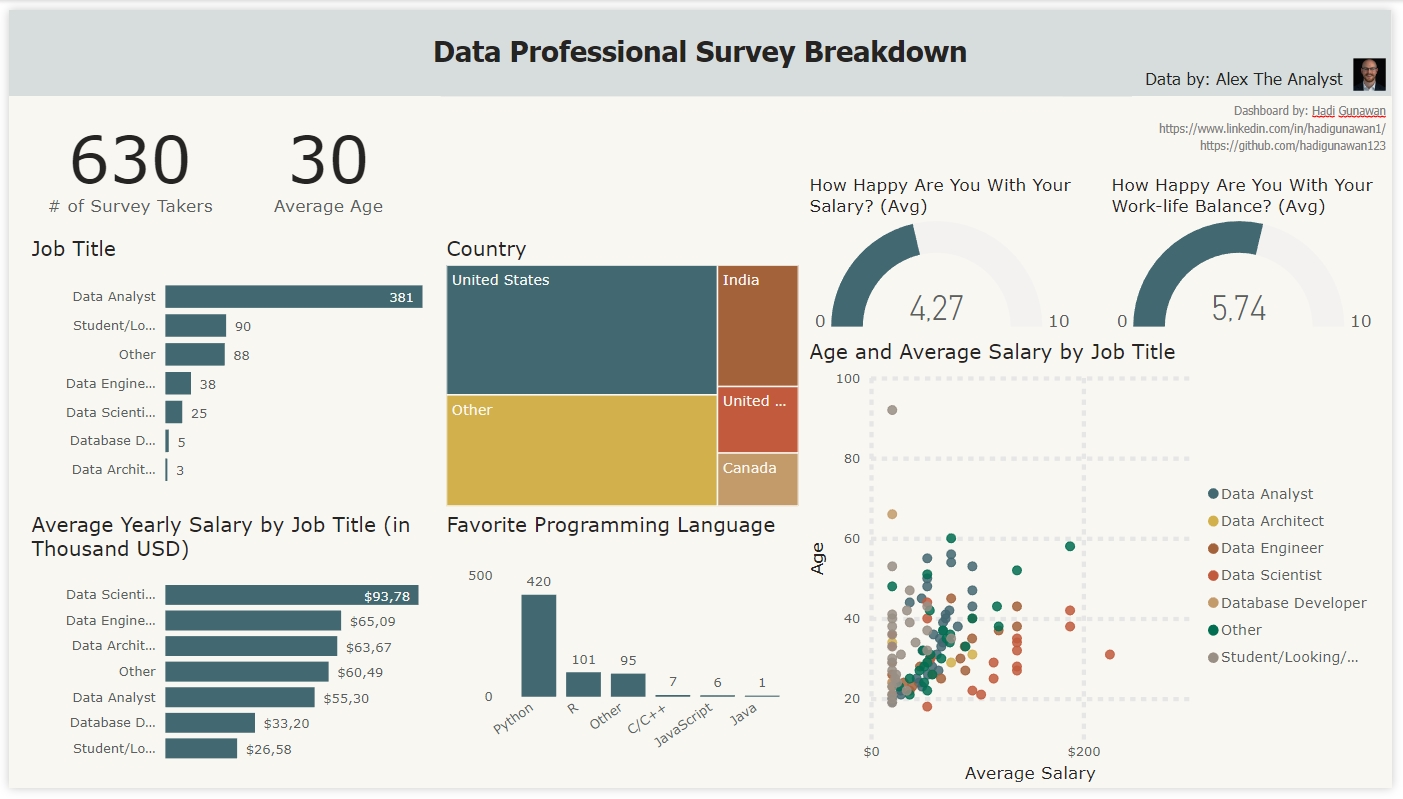 Data Professional Survey Breakdown
Data by: Alex The Analyst
Dashboard by: Hadi Gunawan
https://www.linkedin.com/in/hadigunawan1/
https://github.com/hadigunawan123
630
# of Survey Takers
30
Average Age
How Happy Are You With Your
Salary? (Avg)
0
4,27
10
How Happy Are You With Your
Work-life Balance? (Avg)
0
5,74
10
Job Title
Data Analyst 381
Student/Lo... 90
Other 88
Data Engine... 38
Data Scienti... 25
Database D... 5
Data Archit... 3
Country
United States
Other
India
United ...
Canada
Average Yearly Salary by Job Title (in
Thousand USD)
Data Scienti... $93,78
Data Engine... $65,09
Data Archit... $63,67
Other $60,49
Data Analyst $55,30
Database D... $33,20
Student/Lo... $26,58
Favorite Programming Language
500
0
420
101
95
7
6
1
Python
R
Other
C/C++
JavaScript
Java
Age and Average Salary by Job Title
Age
100
80
60
40
20
$0
$200
Average Salary
Data Analyst
Data Architect
Data Engineer
Data Scientist
Database Developer
Other
Student/Looking/...